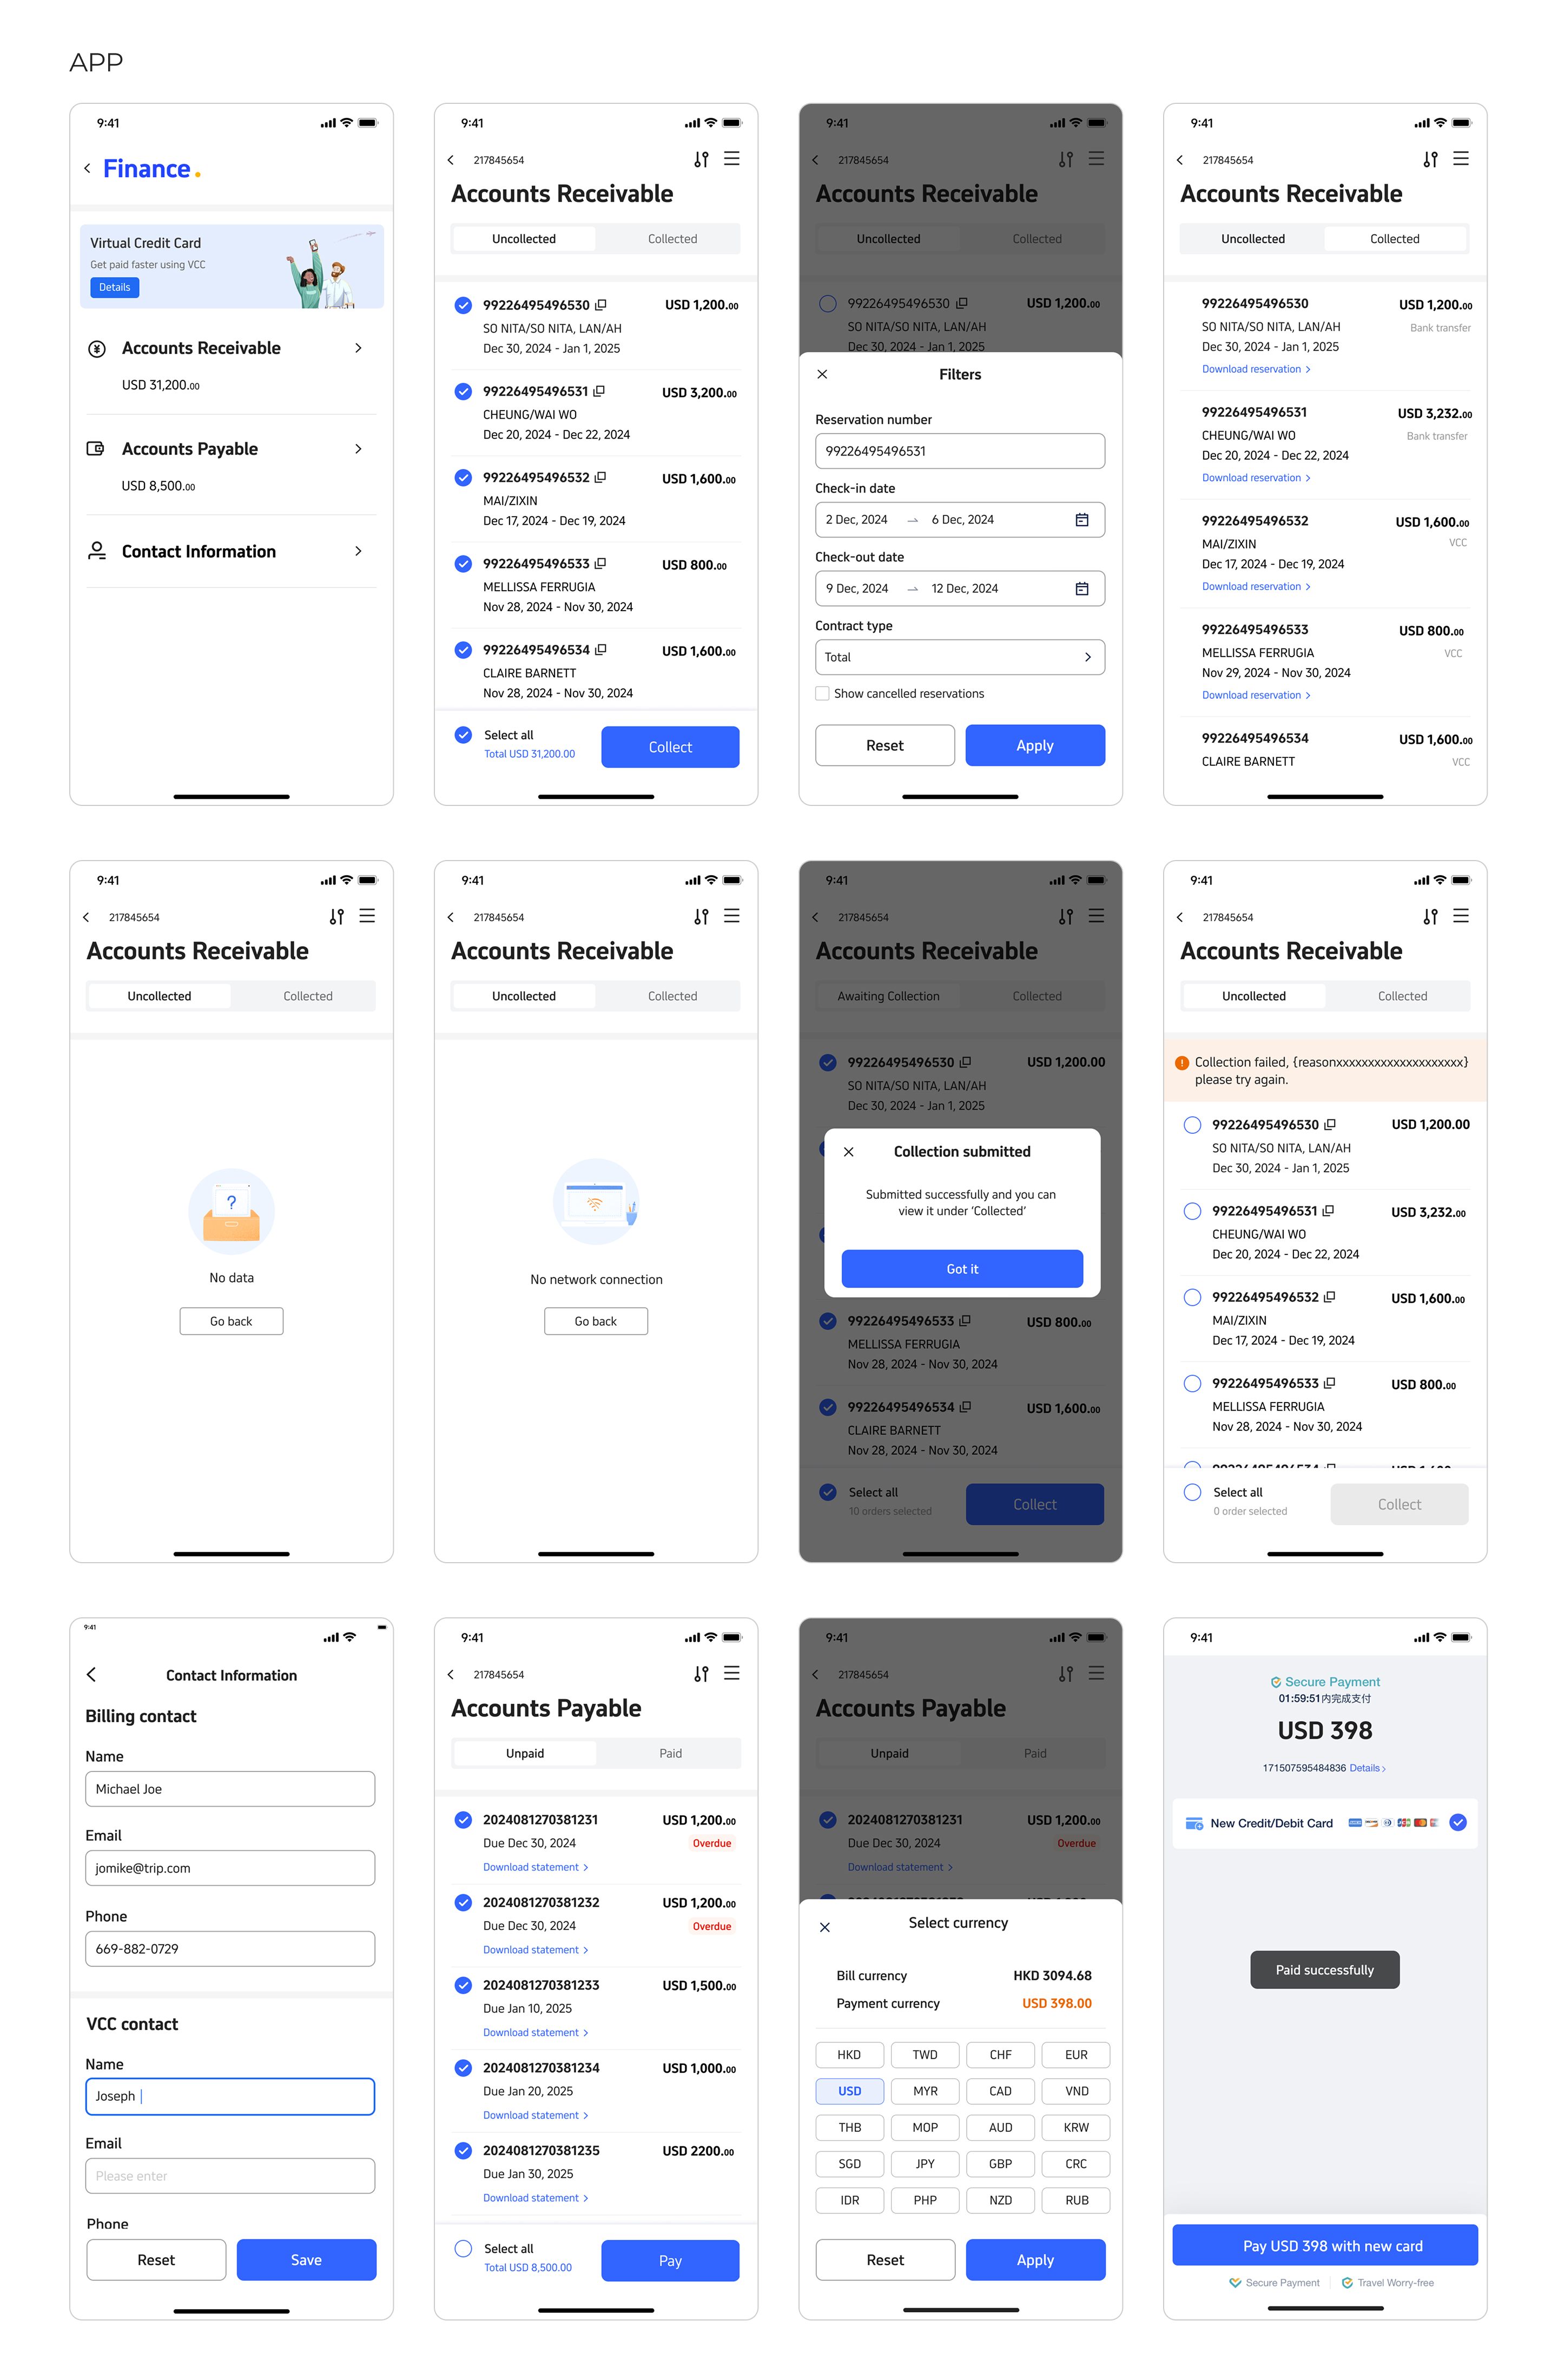 APP
9:41
Finance.
Virtual Credit Card
Get paid faster using VCC
Details
Accounts Receivable
USD 31,200.00
Accounts Payable
USD 8,500.00
Contact Information
9:41
217845654
Accounts Receivable
Uncollected Collected
99226495496530 USD 1,200.00
SO NITA/SO NITA, LAN/AH
Dec 30, 2024 - Jan 1, 2025
99226495496531 USD 3,200.00
CHEUNG/WAI WO
Dec 20, 2024 - Dec 22, 2024
99226495496532 USD 1,600.00
MAI/ZIXIN
Dec 17, 2024 - Dec 19, 2024
99226495496533 USD 800.00
MELLISSA FERRUGIA
Nov 28, 2024 - Nov 30, 2024
99226495496534 USD 1,600.00
CLAIRE BARNETT
Nov 28, 2024 - Nov 30, 2024
Select all
Total USD 31,200.00
Collect
9:41
217845654
Accounts Receivable
Uncollected Collected
99226495496530 USD 1,200.00
SO NITA/SO NITA, LAN/AH
Dec 30, 2024 - Jan 1, 2025
Filters
Reservation number
99226495496531
Check-in date
2 Dec, 2024 → 6 Dec, 2024
Check-out date
9 Dec, 2024 → 12 Dec, 2024
Contract type
Total
Show cancelled reservations
Reset Apply
9:41
217845654
Accounts Receivable
Uncollected Collected
99226495496530 USD 1,200.00
SO NITA/SO NITA, LAN/AH Bank transfer
Dec 30, 2024 - Jan 1, 2025
Download reservation >
99226495496531 USD 3,232.00
CHEUNG/WAI WO Bank transfer
Dec 20, 2024 - Dec 22, 2024
Download reservation >
99226495496532 USD 1,600.00
MAI/ZIXIN VCC
Dec 17, 2024 - Dec 19, 2024
Download reservation >
99226495496533 USD 800.00
MELLISSA FERRUGIA VCC
Nov 29, 2024 - Nov 30, 2024
Download reservation >
99226495496534 USD 1,600.00
CLAIRE BARNETT VCC
9:41
217845654
Accounts Receivable
Uncollected Collected
?
No data
Go back
9:41
217845654
Accounts Receivable
Uncollected Collected
No network connection
Go back
9:41
217845654
Accounts Receivable
Awaiting Collection Collected
99226495496530 USD 1,200.00
SO NITA/SO NITA, LAN/AH
Dec 30, 2024 - Jan 1, 2025
Collection submitted
Submitted successfully and you can
view it under ‘Collected’
Got it
99226495496533 USD 800.00
MELLISSA FERRUGIA
Nov 28, 2024 - Nov 30, 2024
99226495496534 USD 1,600.00
CLAIRE BARNETT
Nov 28, 2024 - Nov 30, 2024
Select all
10 orders selected
Collect
9:41
217845654
Accounts Receivable
Uncollected Collected
Collection failed, {reasonxxxxxxxxxxxxxxxxxxxx}
please try again.
99226495496530 USD 1,200.00
SO NITA/SO NITA, LAN/AH
Dec 30, 2024 - Jan 1, 2025
99226495496531 USD 3,232.00
CHEUNG/WAI WO
Dec 20, 2024 - Dec 22, 2024
99226495496532 USD 1,600.00
MAI/ZIXIN
Dec 17, 2024 - Dec 19, 2024
99226495496533 USD 800.00
MELLISSA FERRUGIA
Nov 28, 2024 - Nov 30, 2024
Select all
0 order selected
Collect
9:41
Contact Information
Billing contact
Name
Michael Joe
Email
jomike@trip.com
Phone
669-882-0729
VCC contact
Name
Joseph
Email
Please enter
Phone
Reset Save
9:41
217845654
Accounts Payable
Unpaid Paid
2024081270381231 USD 1,200.00
Due Dec 30, 2024 Overdue
Download statement >
2024081270381232 USD 1,200.00
Due Dec 30, 2024 Overdue
Download statement >
2024081270381233 USD 1,500.00
Due Jan 10, 2025
Download statement >
2024081270381234 USD 1,000.00
Due Jan 20, 2025
Download statement >
2024081270381235 USD 2200.00
Due Jan 30, 2025
Download statement >
Select all
Total USD 8,500.00
Pay
9:41
217845654
Accounts Payable
Unpaid Paid
2024081270381231 USD 1,200.00
Due Dec 30, 2024 Overdue
Download statement >
Select currency
Bill currency HKD 3094.68
Payment currency USD 398.00
HKD TWD CHF EUR
USD MYR CAD VND
THB MOP AUD KRW
SGD JPY GBP CRC
IDR PHP NZD RUB
Reset Apply
9:41
Secure Payment
01:59:51内完成支付
USD 398
171507595484836 Details >
New Credit/Debit Card
Paid successfully
Pay USD 398 with new card
Secure Payment Travel Worry-free